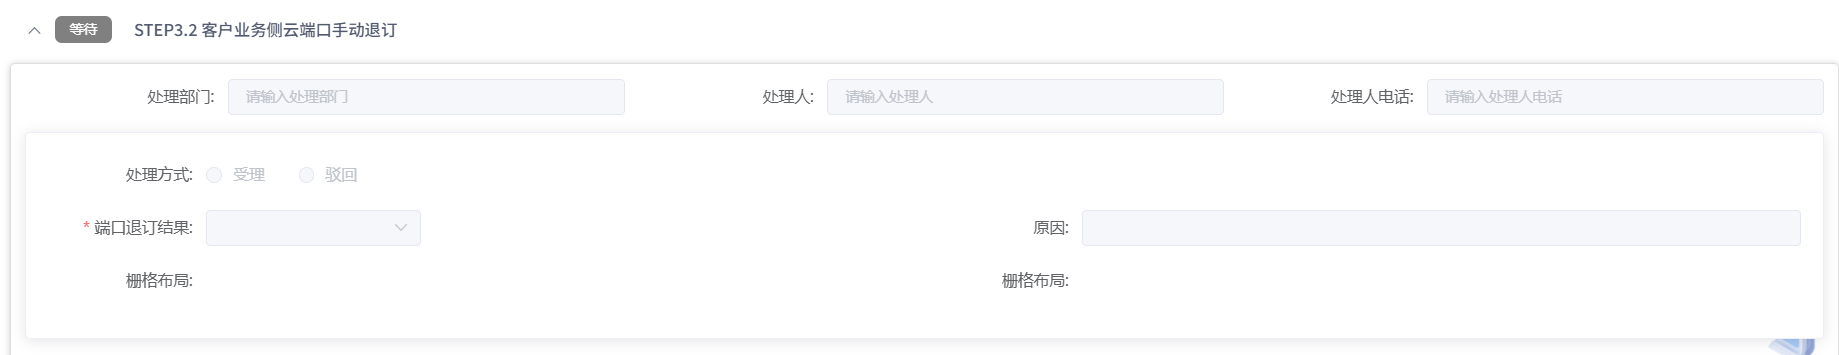 等待 STEP3.2 客户业务侧云端口手动退订
处理部门: 请输入处理部门 处理人: 请输入处理人 处理人电话: 请输入处理人电话
处理方式: 受理 驳回
* 端口退订结果: 原因:
栅格布局: 栅格布局: